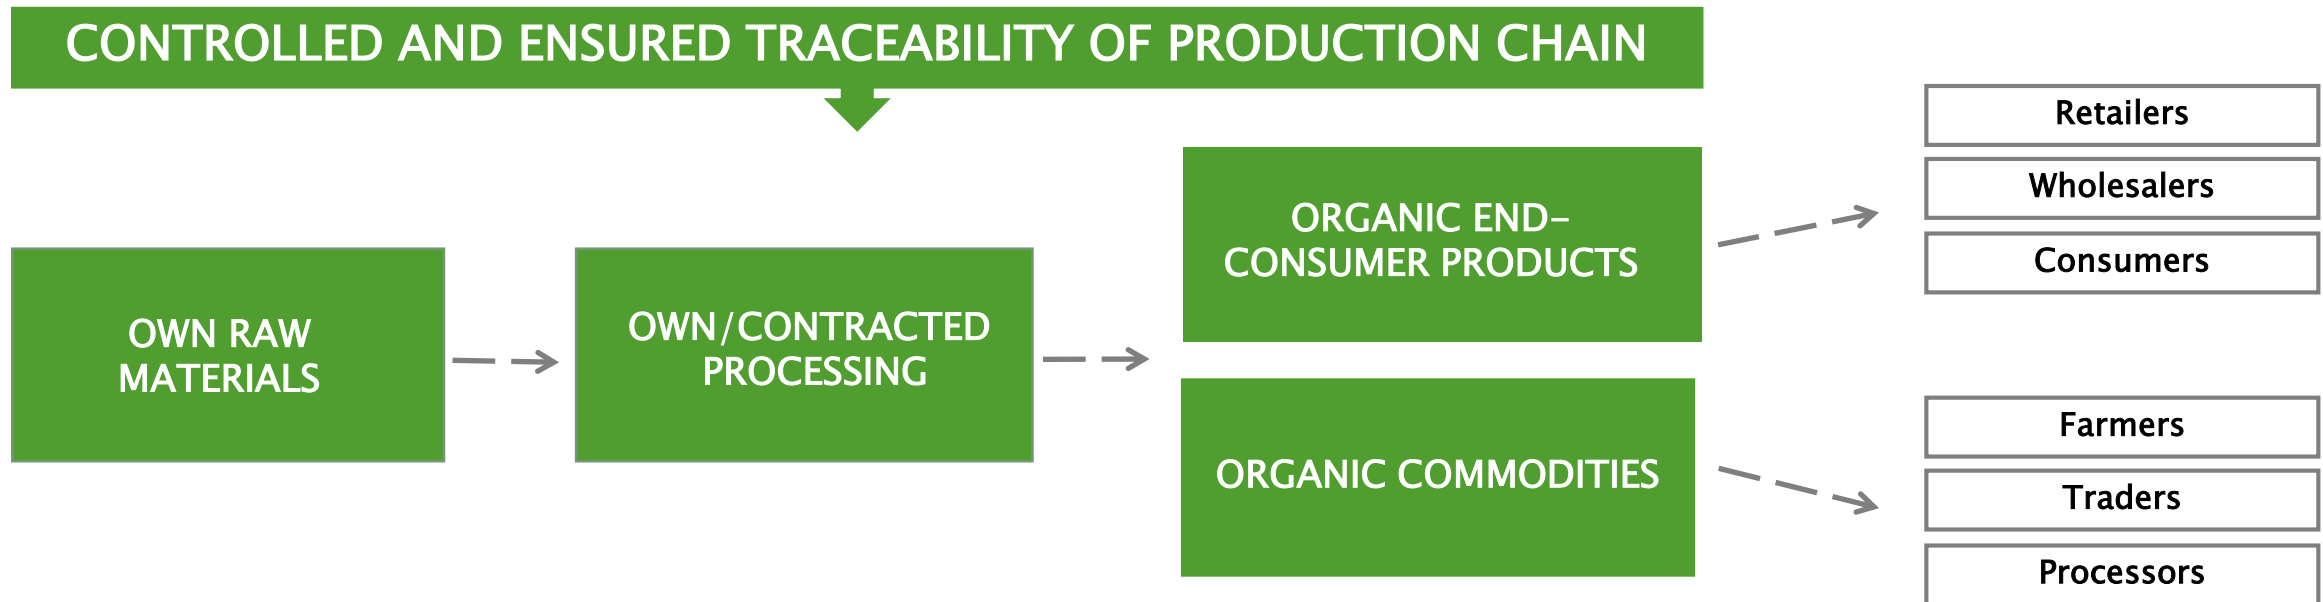 CONTROLLED AND ENSURED TRACEABILITY OF PRODUCTION CHAIN
OWN RAW
MATERIALS
OWN/CONTRACTED
PROCESSING
ORGANIC END-
CONSUMER PRODUCTS
ORGANIC COMMODITIES
Retailers
Wholesalers
Consumers
Farmers
Traders
Processors